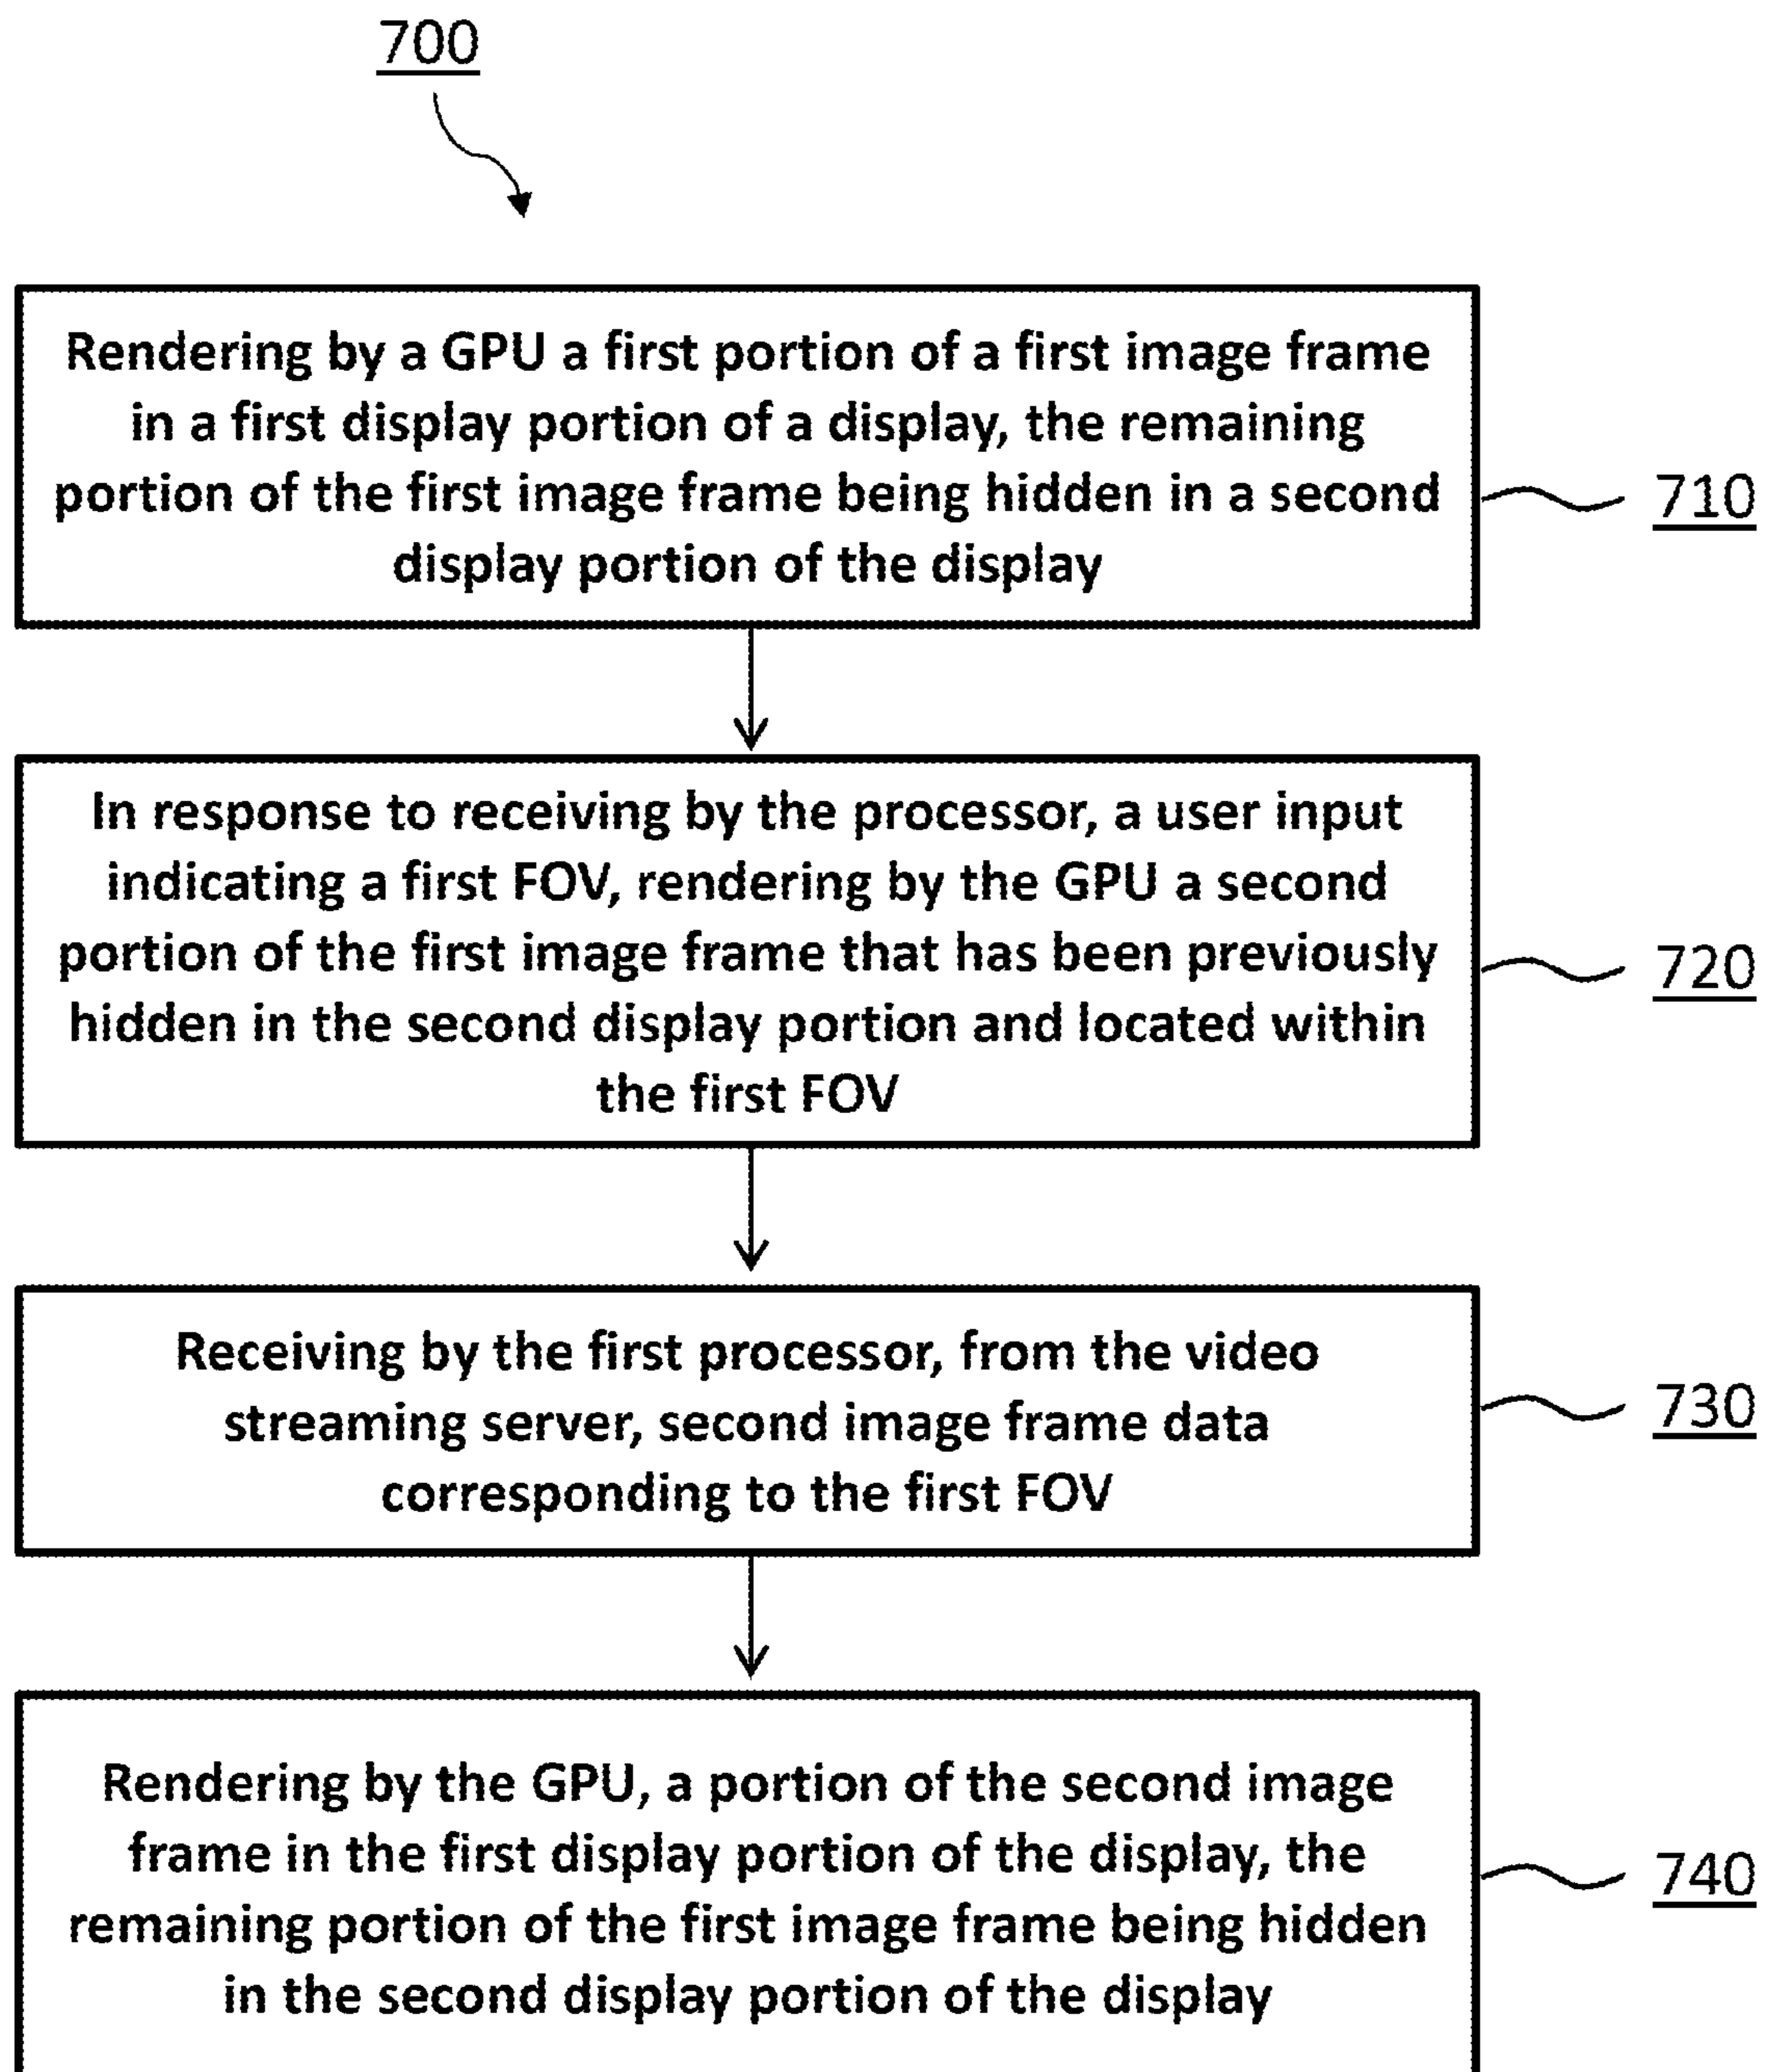 700
Rendering by a GPU a first portion of a first image frame
in a first display portion of a display, the remaining
portion of the first image frame being hidden in a second
display portion of the display
710
In response to receiving by the processor, a user input
indicating a first FOV, rendering by the GPU a second
portion of the first image frame that has been previously
hidden in the second display portion and located within
the first FOV
720
Receiving by the first processor, from the video
streaming server, second image frame data
corresponding to the first FOV
730
Rendering by the GPU, a portion of the second image
frame in the first display portion of the display, the
remaining portion of the first image frame being hidden
in the second display portion of the display
740